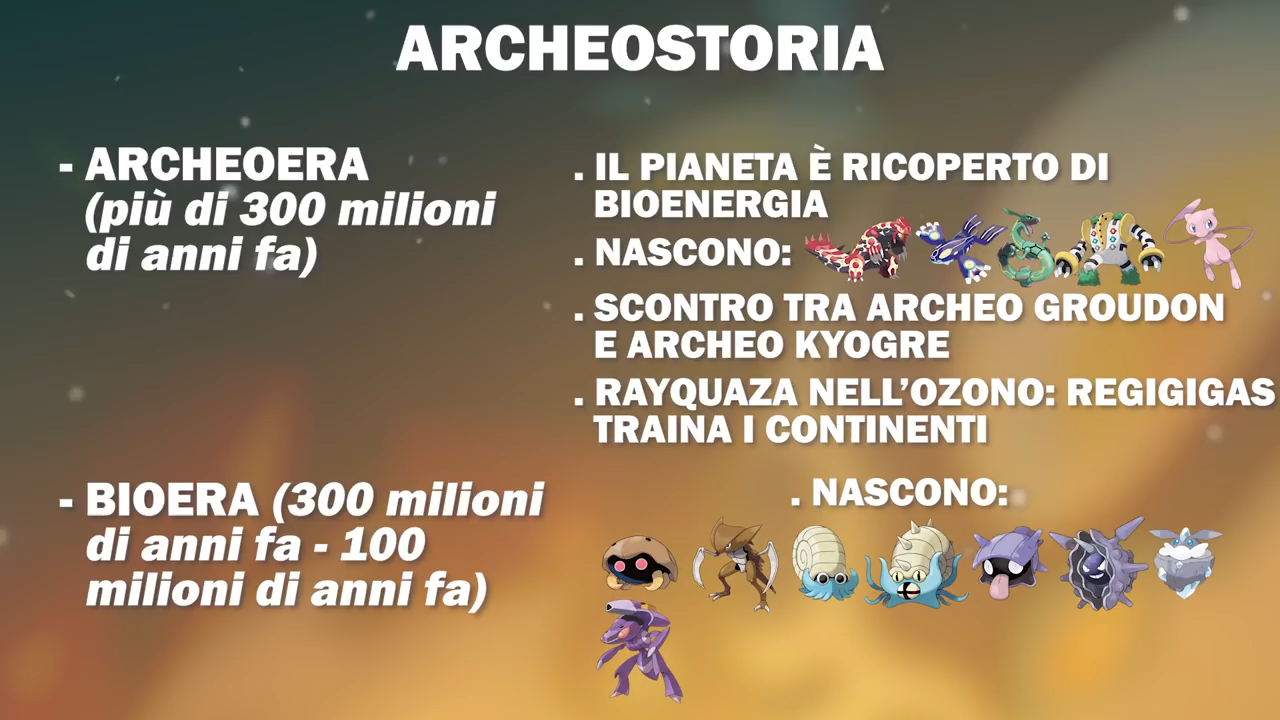 ARCHEOSTORIA
- ARCHEOERA
(più di 300 milioni
di anni fa)
. IL PIANETA È RICOPERTO DI
BIOENERGIA
. NASCONO:
. SCONTRO TRA ARCHEO GROUDON
E ARCHEO KYOGRE
. RAYQUAZA NELL’OZONO: REGIGIGAS
TRAINA I CONTINENTI
- BIOERA (300 milioni
di anni fa - 100
milioni di anni fa)
. NASCONO: